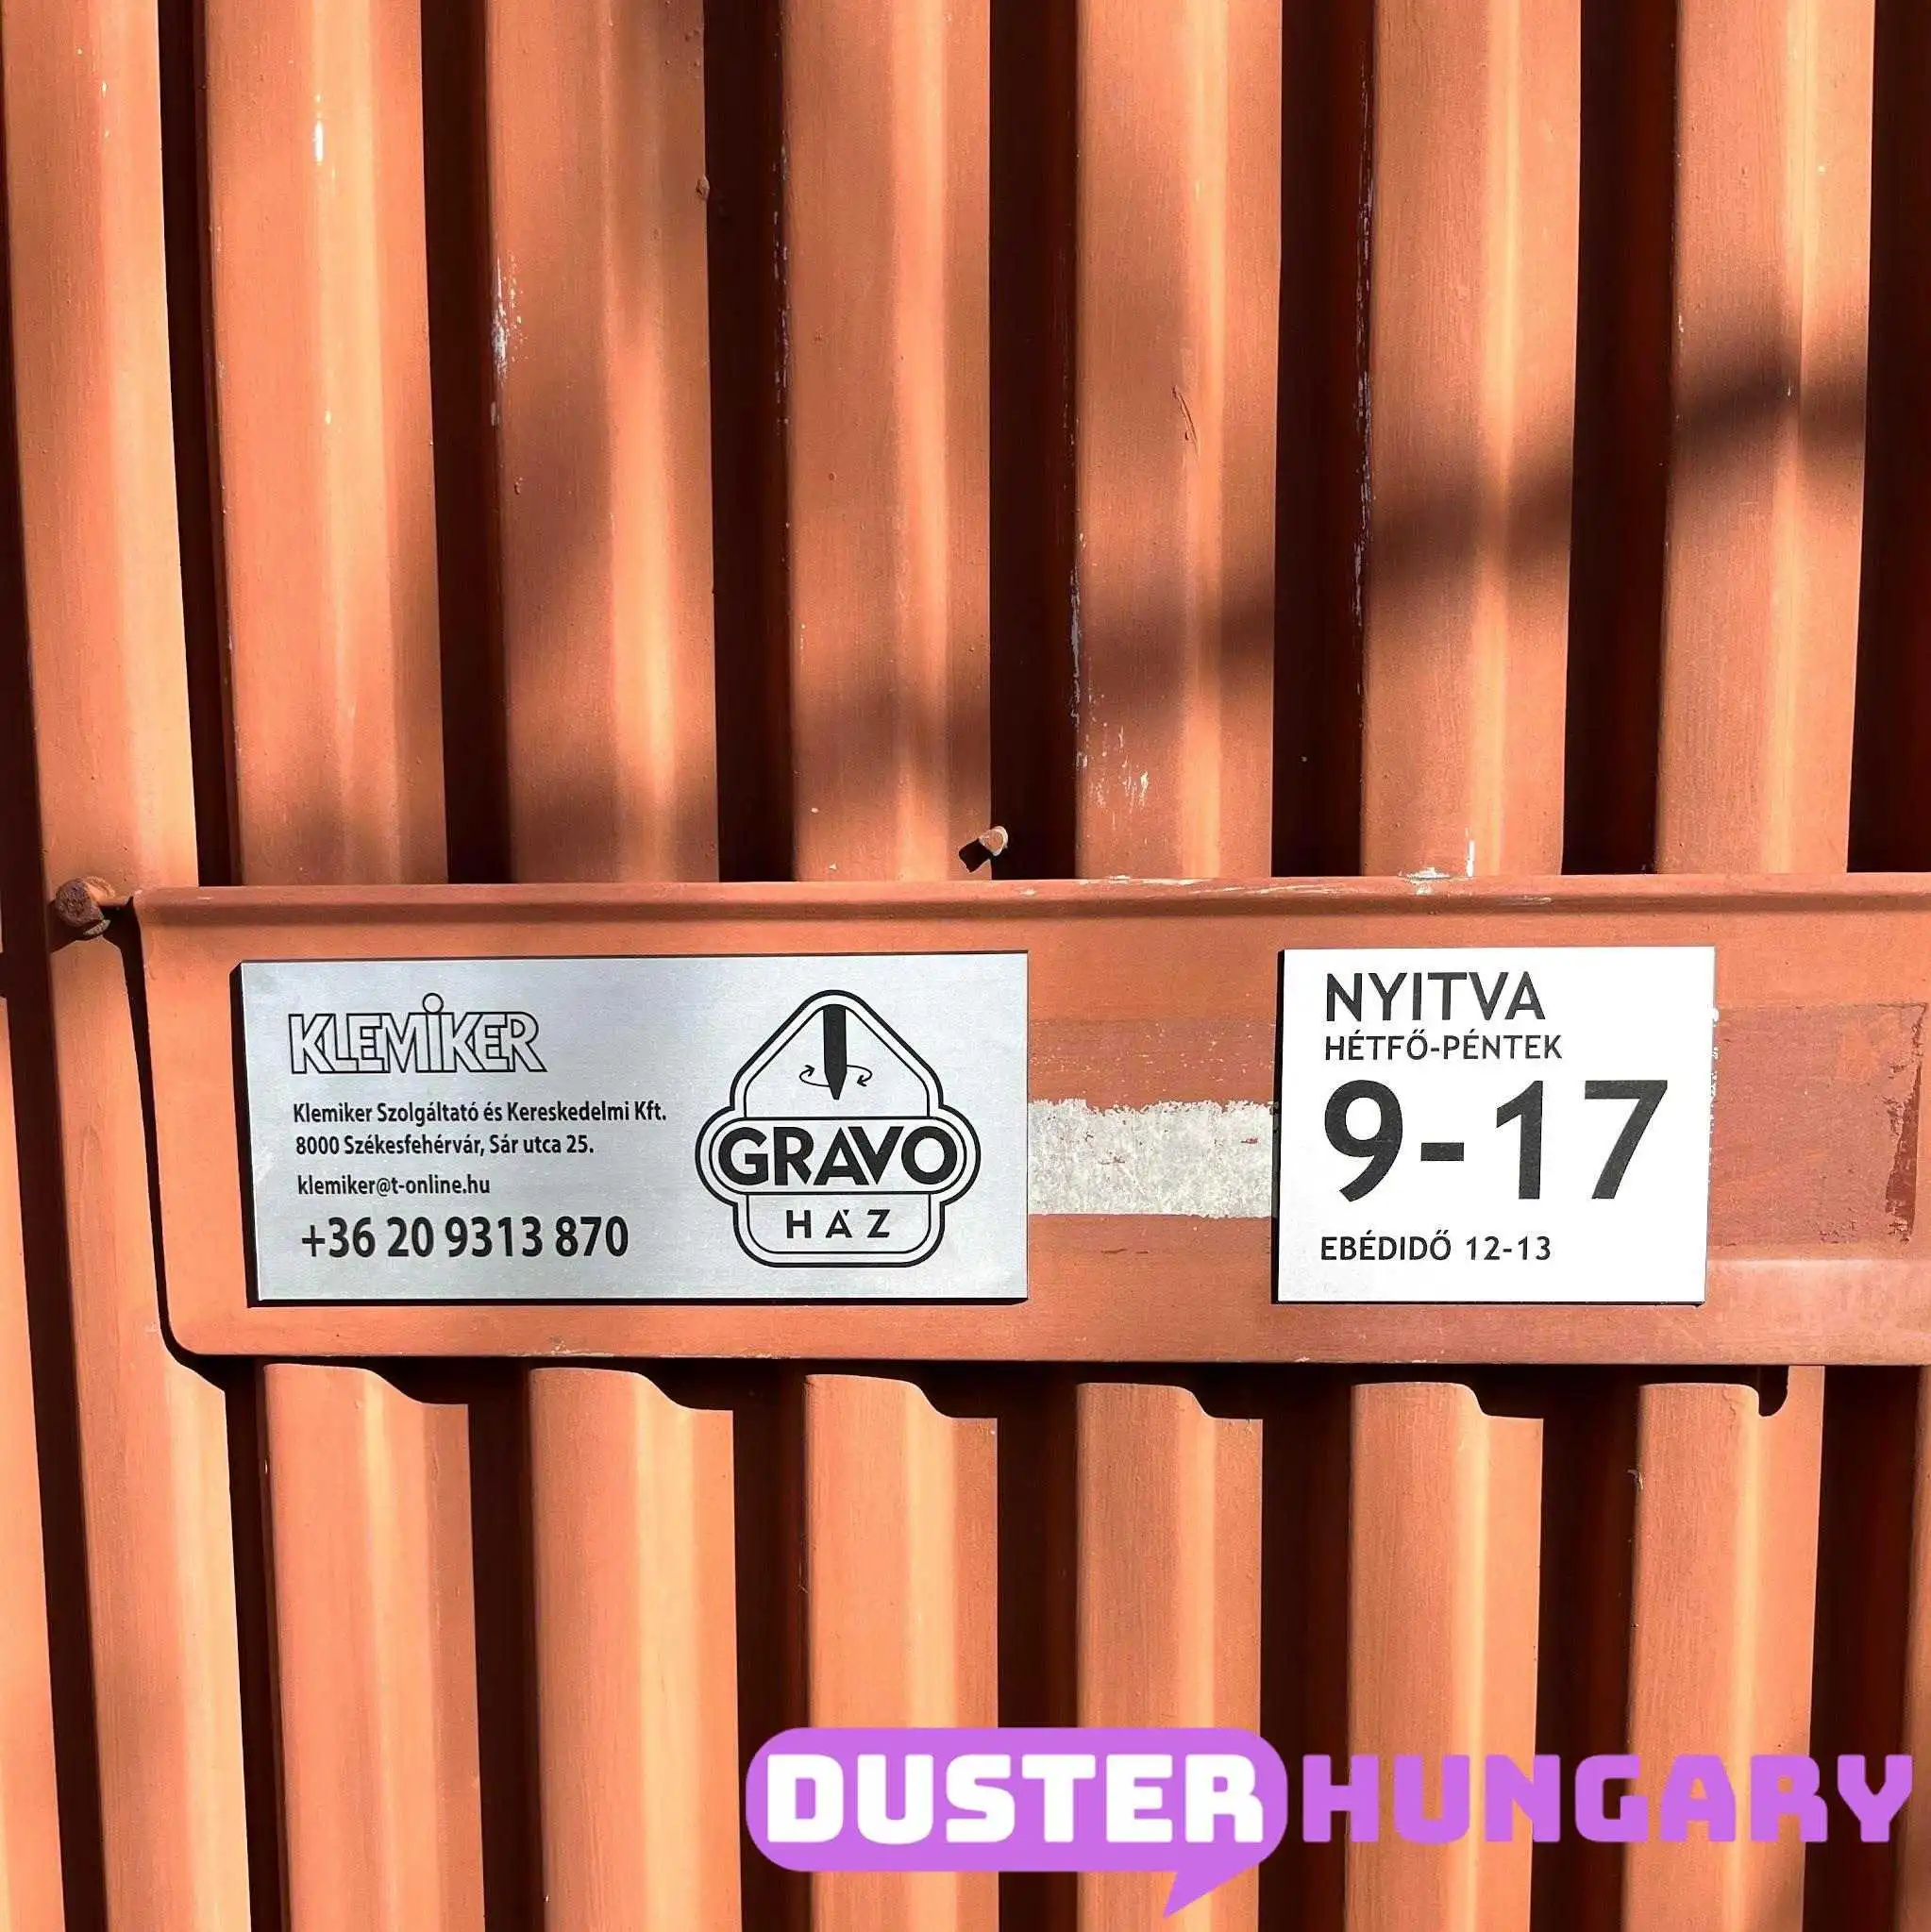 KLEMIKER
Klemiker Szolgáltató és Kereskedelmi Kft.
8000 Székesfehérvár, Sár utca 25.
klemiker@t-online.hu
+36 20 9313 870
GRAVO
HÁZ
NYITVA
HÉTFŐ-PÉNTEK
9-17
EBÉDIDŐ 12-13
DUSTER HUNGARY